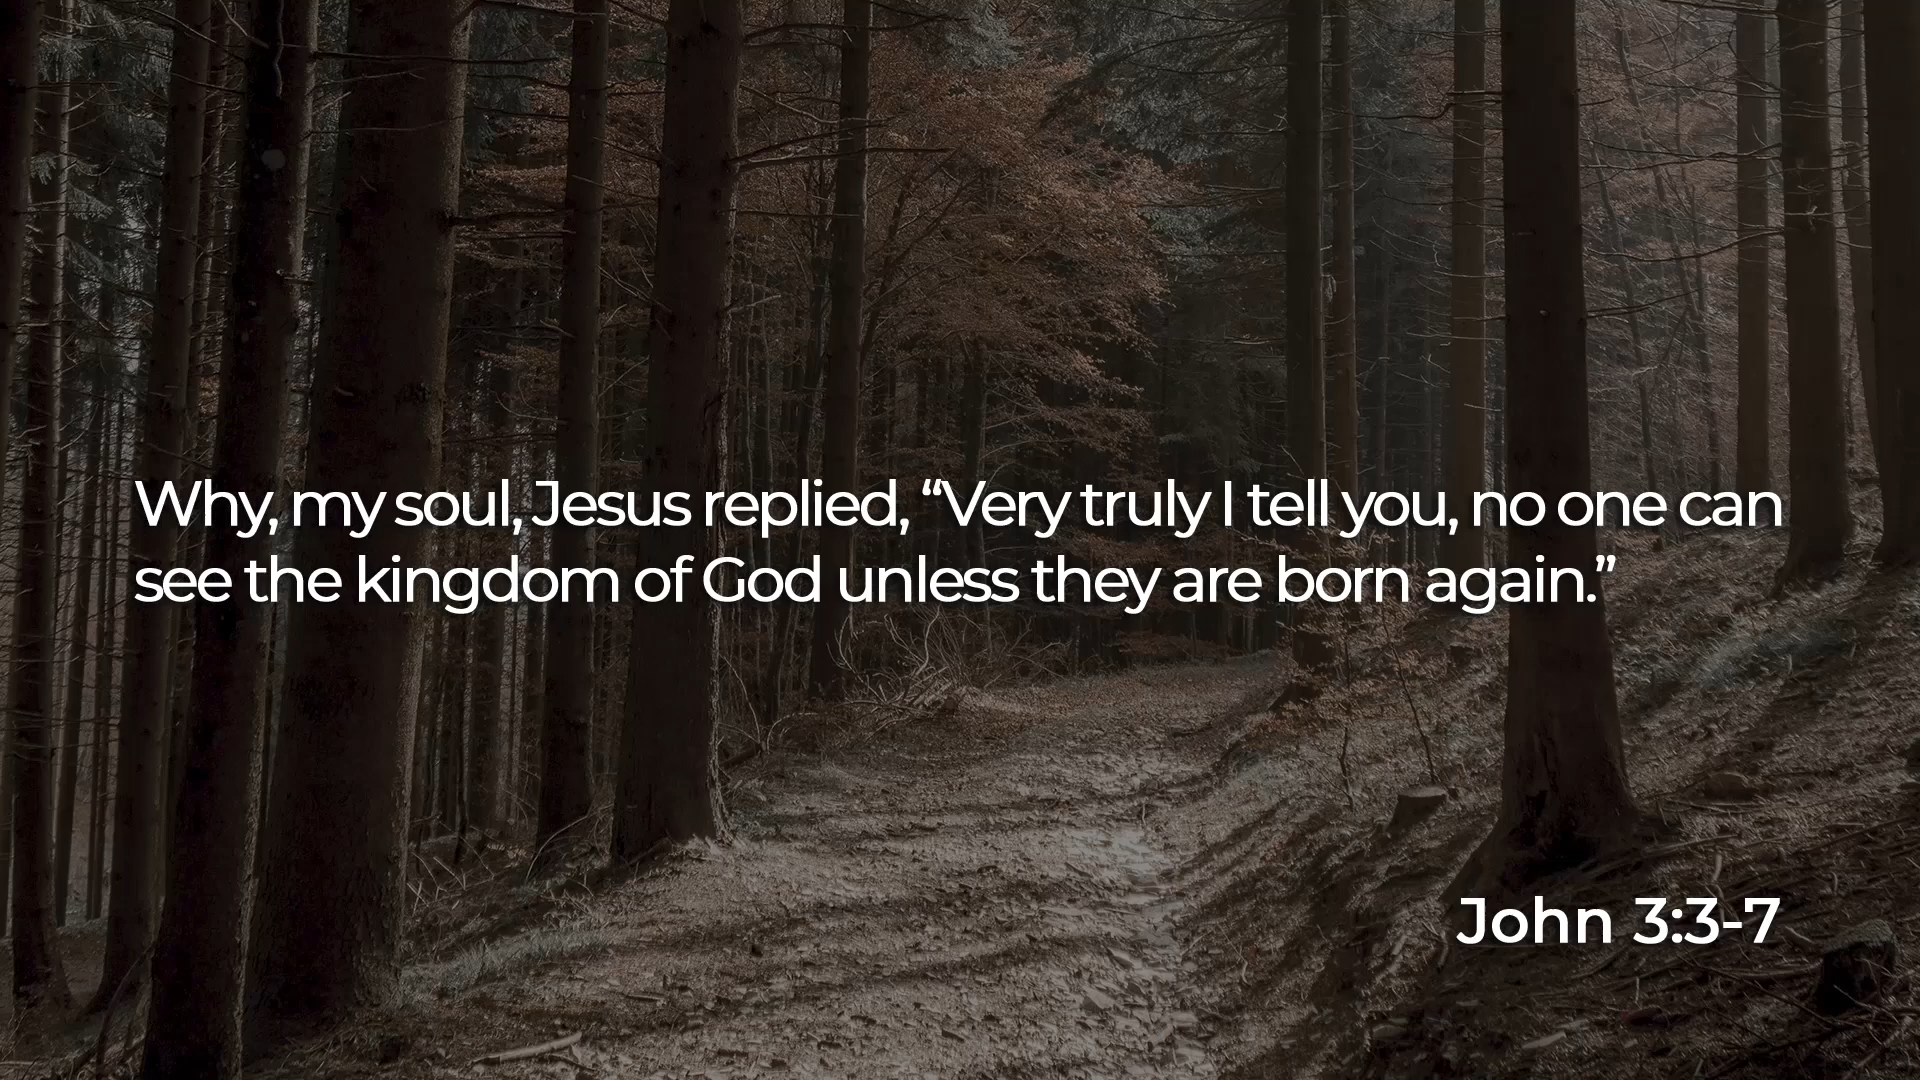 Why, my soul, Jesus replied, “Very truly I tell you, no one can
see the kingdom of God unless they are born again.”
John 3:3-7